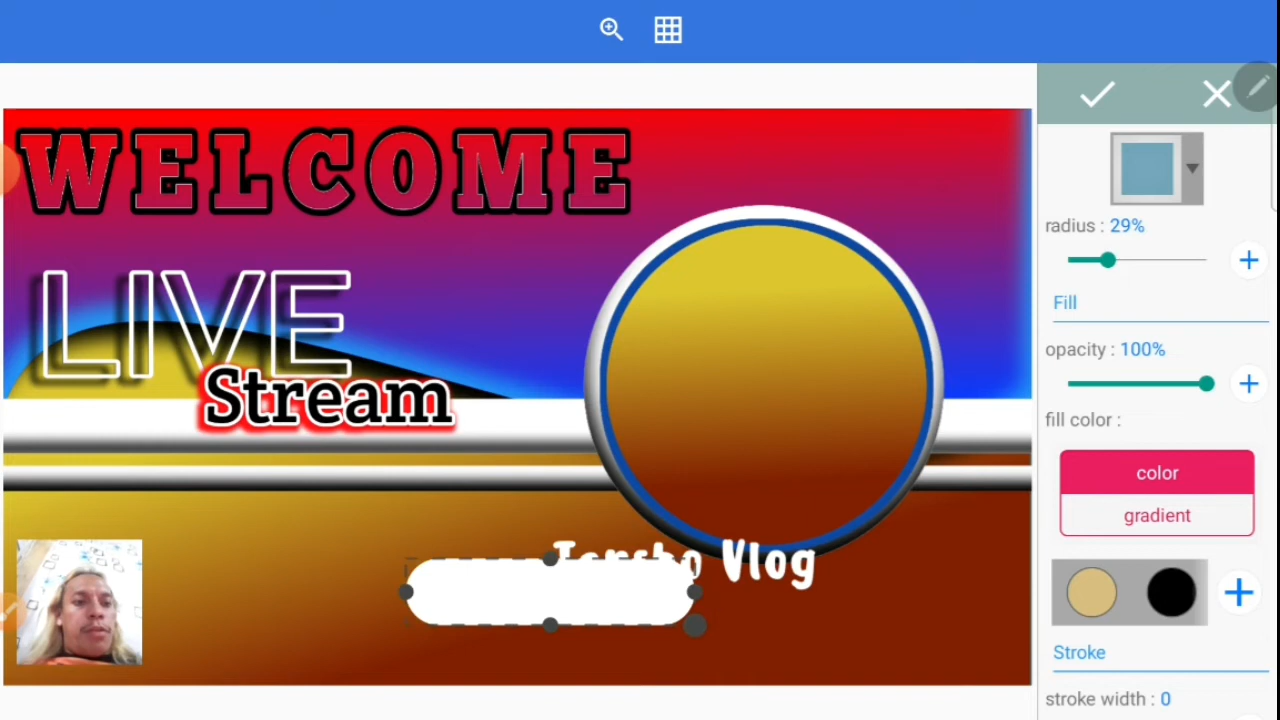 WELCOME
LIVE
Stream
Vlog
radius : 29%
Fill
opacity : 100%
fill color :
color
gradient
Stroke
stroke width : 0